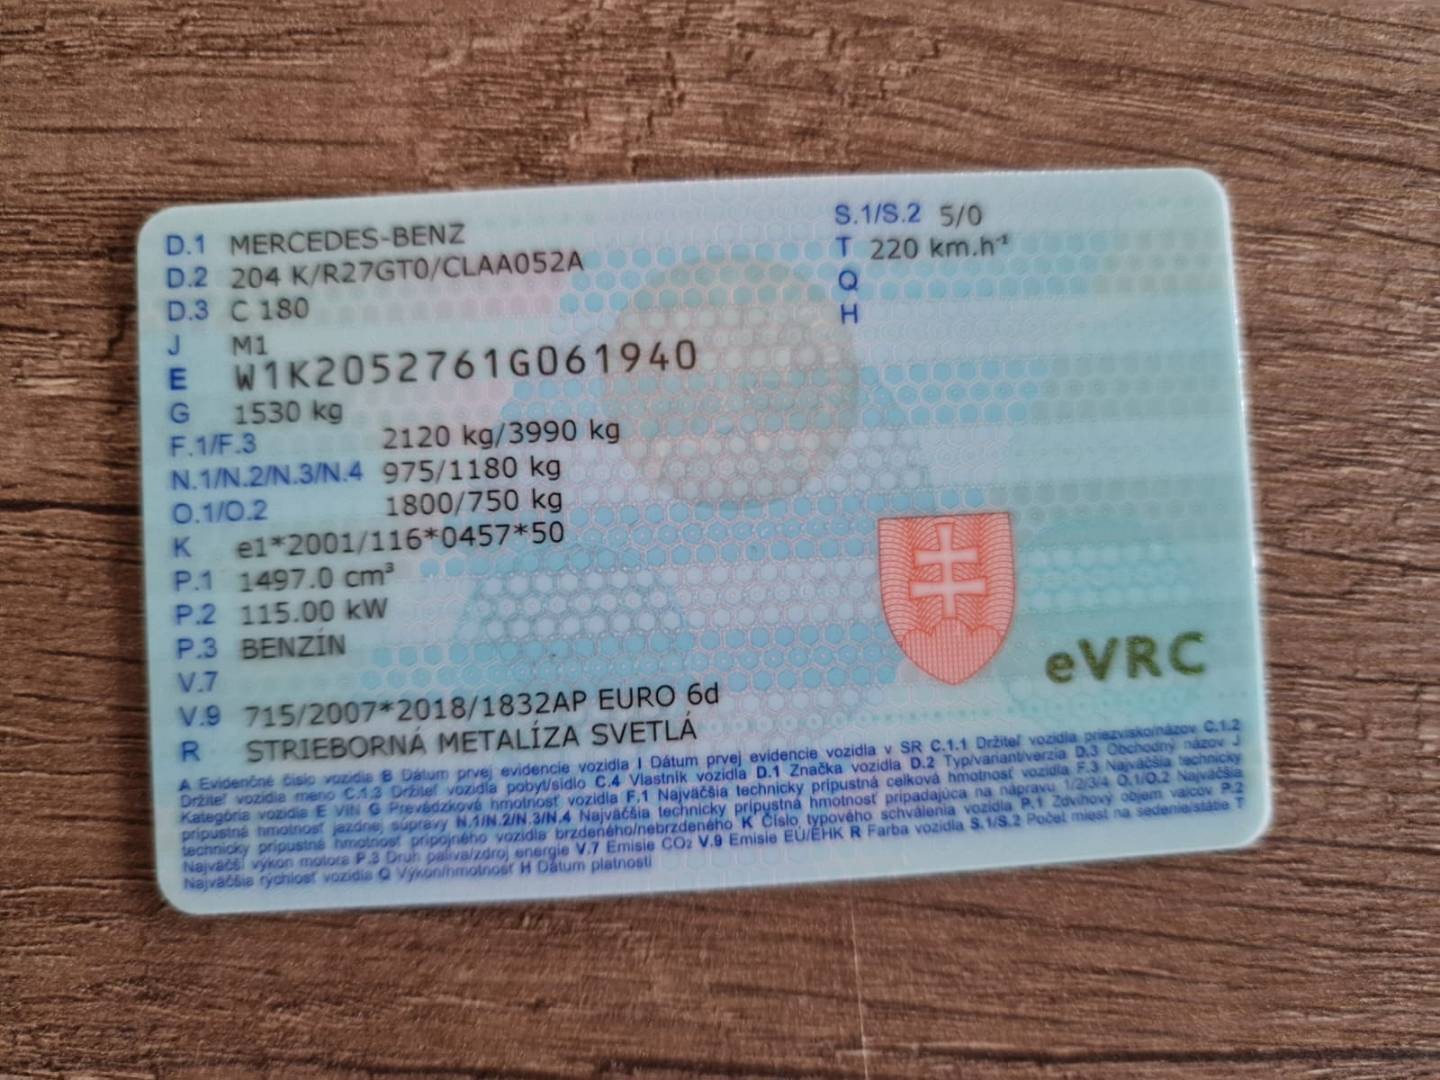 D.1 MERCEDES-BENZ
D.2 204 K/R27GT0/CLAA052A
D.3 C 180
J M1
E W1K2052761G061940
G 1530 kg
F.1/F.3 2120 kg/3990 kg
N.1/N.2/N.3/N.4 975/1180 kg
O.1/O.2 1800/750 kg
K e1*2001/116*0457*50
P.1 1497.0 cm³
P.2 115.00 kW
P.3 BENZÍN
V.7
V.9 715/2007*2018/1832AP EURO 6d
R STRIEBORNÁ METALÍZA SVETLÁ
S.1/S.2 5/0
T 220 km.h⁻¹
Q
H
eVRC
A Evidenčné číslo vozidla B Dátum prvej evidencie vozidla I Dátum prvej evidencie vozidla v SR C.1.1 Držiteľ vozidla priezvisko/názov C.1.2
Držiteľ vozidla meno C.1.3 Držiteľ vozidla pobyt/sídlo C.4 Vlastník vozidla D.1 Značka vozidla D.2 Typ/variant/verzia D.3 Obchodný názov J
Kategória vozidla E VIN G Prevádzková hmotnosť vozidla F.1 Najväčšia technicky prípustná celková hmotnosť vozidla F.3 Najväčšia technicky
prípustná hmotnosť jazdnej súpravy N.1/N.2/N.3/N.4 Najväčšia technicky prípustná hmotnosť pripadajúca na nápravu 1/2/3/4 O.1/O.2 Najväčšia
technicky prípustná hmotnosť prípojného vozidla brzdeného/nebrzdeného K Číslo typového schválenia vozidla P.1 Zdvihový objem valcov P.2
Najväčší výkon motora P.3 Druh paliva/zdroj energie V.7 Emisie CO₂ V.9 Emisie EÚ/EHK R Farba vozidla S.1/S.2 Počet miest na sedenie/státie T
Najväčšia rýchlosť vozidla Q Výkon/hmotnosť H Dátum platnosti